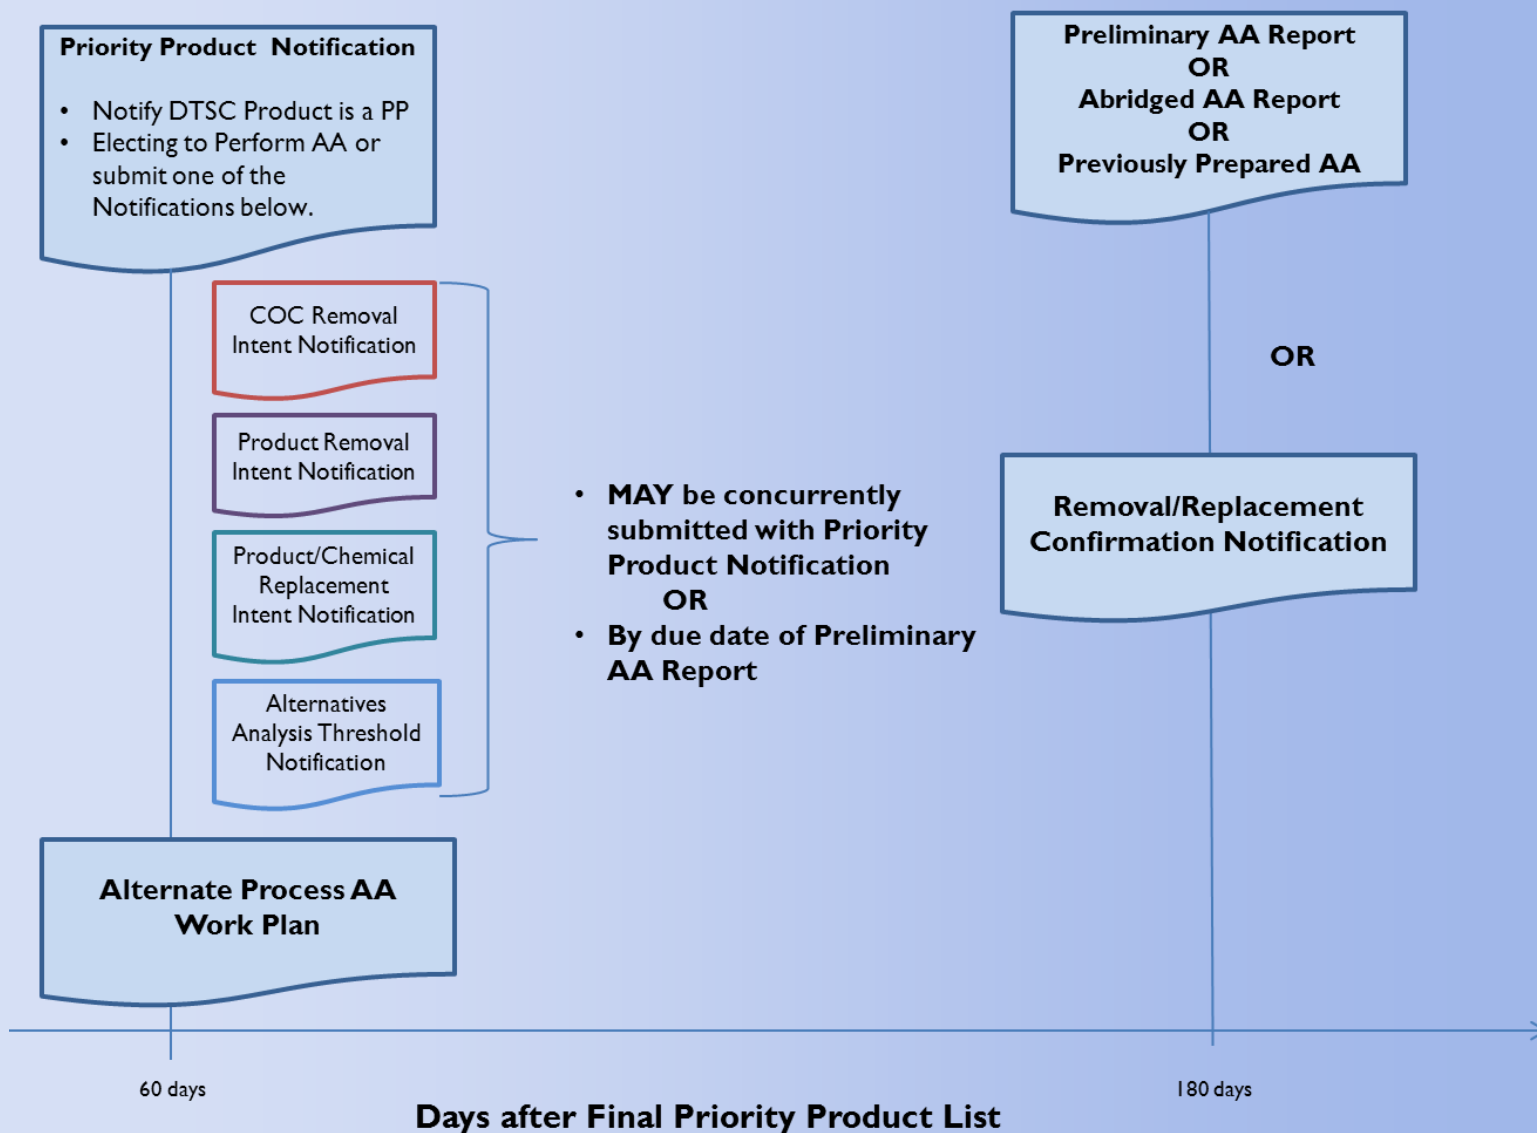 Priority Product Notification
• Notify DTSC Product is a PP
• Electing to Perform AA or
submit one of the
Notifications below.
COC Removal
Intent Notification
Product Removal
Intent Notification
Product/Chemical
Replacement
Intent Notification
Alternatives
Analysis Threshold
Notification
Alternate Process AA
Work Plan
• MAY be concurrently
submitted with Priority
Product Notification
OR
• By due date of Preliminary
AA Report
Preliminary AA Report
OR
Abridged AA Report
OR
Previously Prepared AA
OR
Removal/Replacement
Confirmation Notification
60 days
180 days
Days after Final Priority Product List